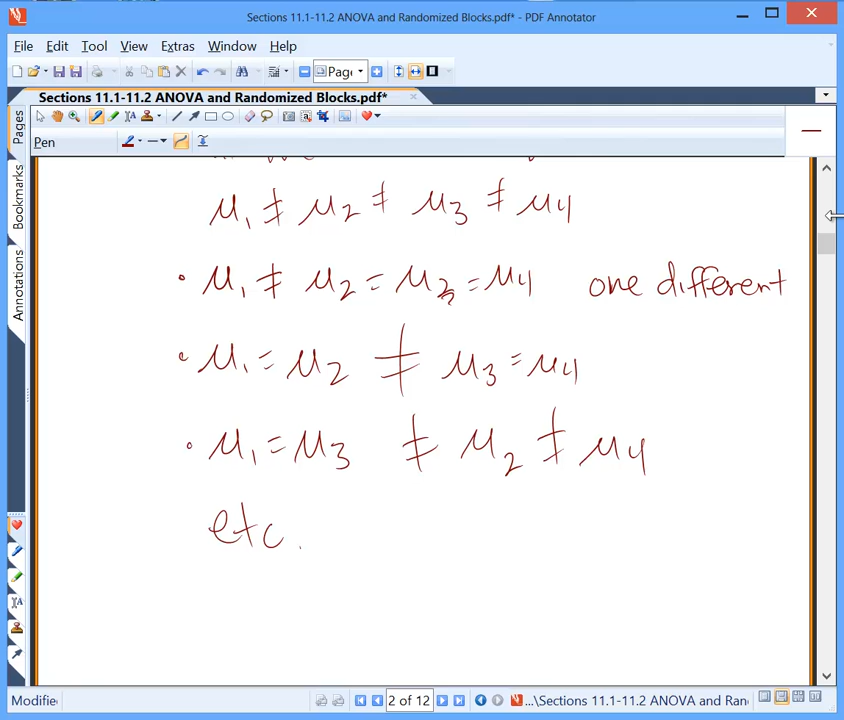 Sections 11.1-11.2 ANOVA and Randomized Blocks.pdf* - PDF Annotator
File Edit Tool View Extras Window Help
Page
Sections 11.1-11.2 ANOVA and Randomized Blocks.pdf*
Pen
Pages
Bookmarks
Annotations
μ₁ ≠ μ₂ ≠ μ₃ ≠ μ₄
• μ₁ ≠ μ₂ = μ₃ = μ₄ one different
• μ₁ = μ₂ ≠ μ₃ = μ₄
• μ₁ = μ₃ ≠ μ₂ ≠ μ₄
etc.
Modifie
2 of 12
...\Sections 11.1-11.2 ANOVA and Ran